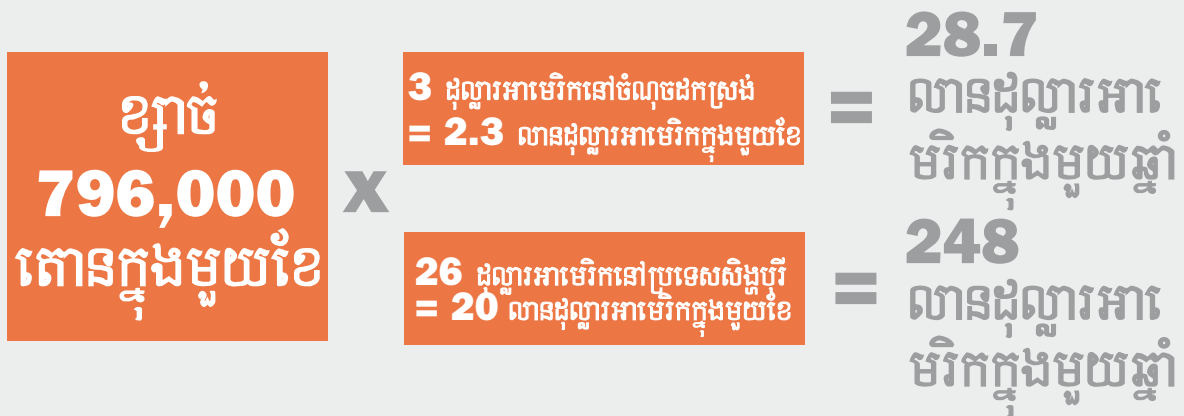 ខ្សាច់
796,000
តោនក្នុងមួយខែ
x
3 ដុល្លារអាមេរិកនៅចំណុចដកស្រង់
= 2.3 លានដុល្លារអាមេរិកក្នុងមួយខែ
=
28.7
លានដុល្លារអាមេ
មរិកក្នុងមួយឆ្នាំ
26 ដុល្លារអាមេរិកនៅប្រទេសសិង្ហបុរី
= 20 លានដុល្លារអាមេរិកក្នុងមួយខែ
=
248
លានដុល្លារអាមេ
មរិកក្នុងមួយឆ្នាំ